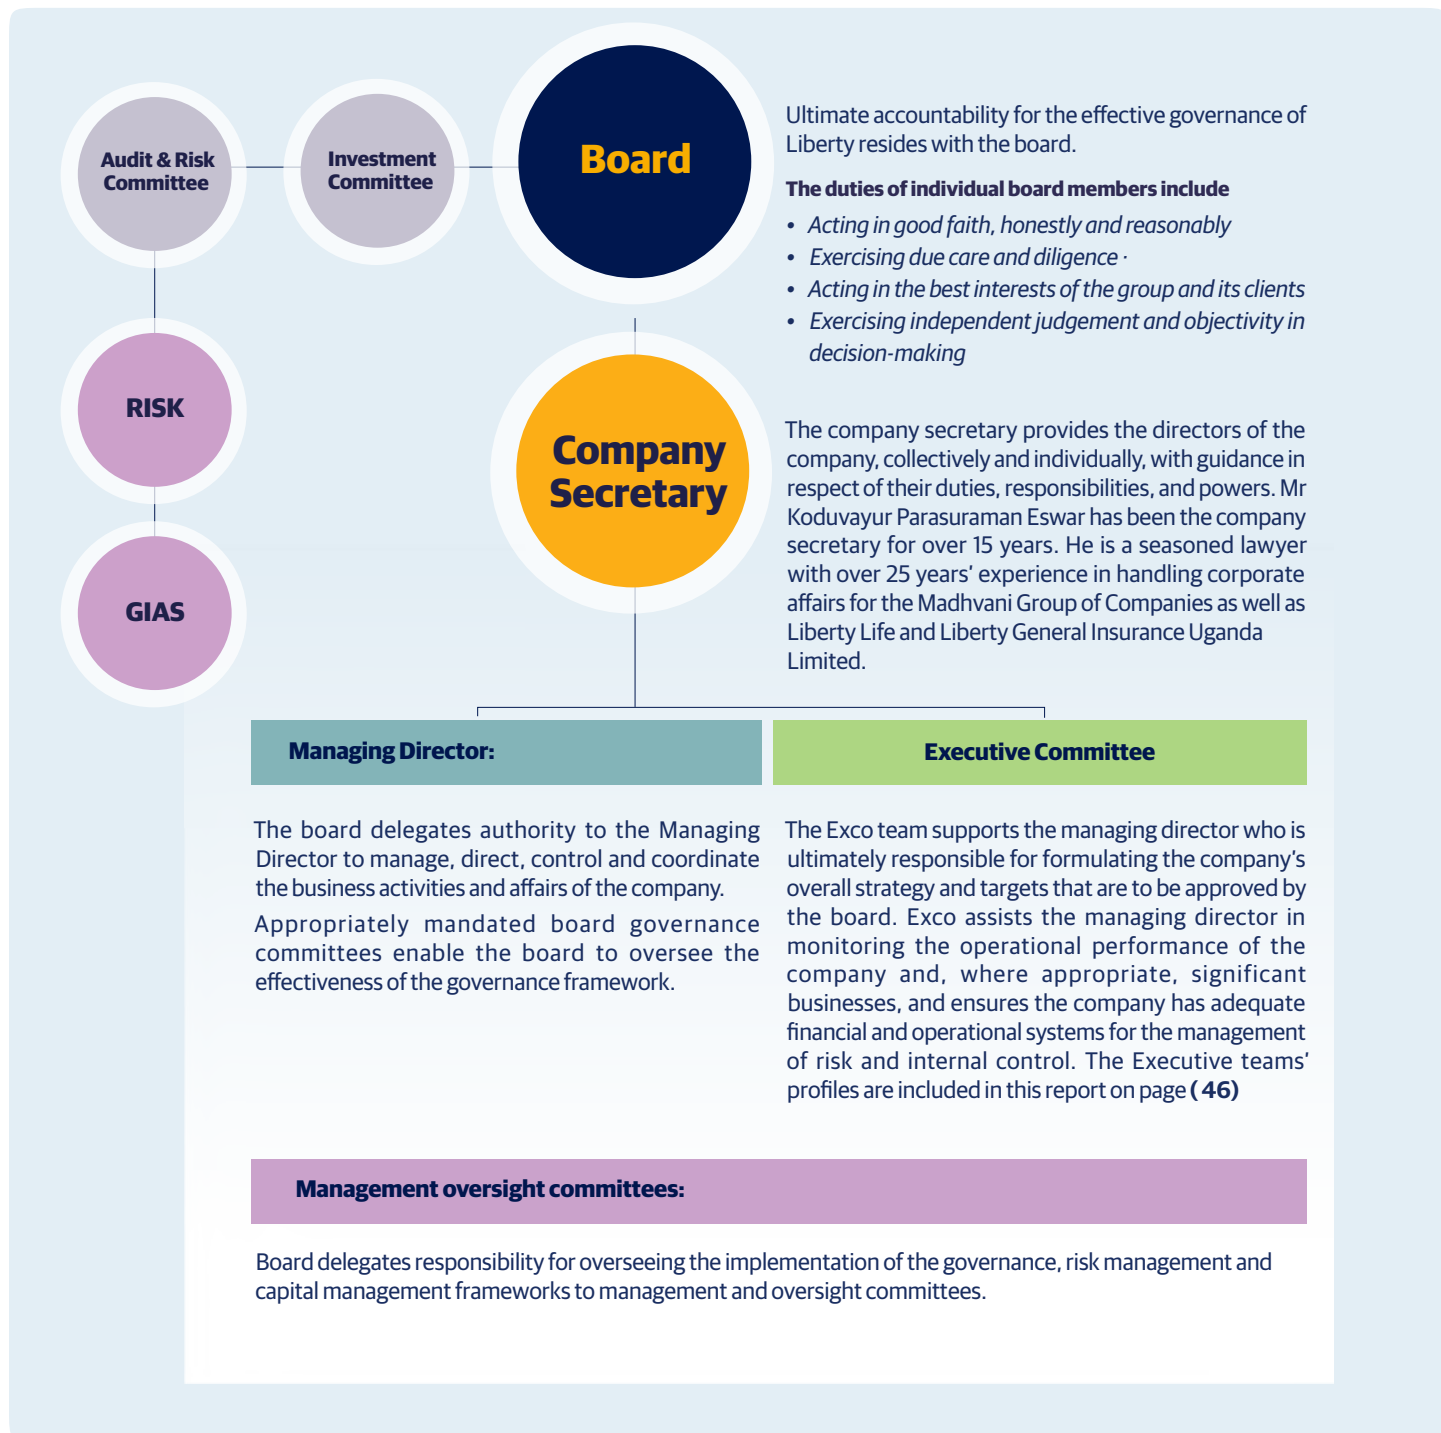 Audit & Risk
Committee
Investment
Committee
Board
Ultimate accountability for the effective governance of
Liberty resides with the board.
The duties of individual board members include
• Acting in good faith, honestly and reasonably
• Exercising due care and diligence ·
• Acting in the best interests of the group and its clients
• Exercising independent judgement and objectivity in
decision-making
RISK
GIAS
Company
Secretary
The company secretary provides the directors of the
company, collectively and individually, with guidance in
respect of their duties, responsibilities, and powers. Mr
Koduvayur Parasuraman Eswar has been the company
secretary for over 15 years. He is a seasoned lawyer
with over 25 years’ experience in handling corporate
affairs for the Madhvani Group of Companies as well as
Liberty Life and Liberty General Insurance Uganda
Limited.
Managing Director:
The board delegates authority to the Managing
Director to manage, direct, control and coordinate
the business activities and affairs of the company.
Appropriately mandated board governance
committees enable the board to oversee the
effectiveness of the governance framework.
Executive Committee
The Exco team supports the managing director who is
ultimately responsible for formulating the company’s
overall strategy and targets that are to be approved by
the board. Exco assists the managing director in
monitoring the operational performance of the
company and, where appropriate, significant
businesses, and ensures the company has adequate
financial and operational systems for the management
of risk and internal control. The Executive teams’
profiles are included in this report on page ( 46)
Management oversight committees:
Board delegates responsibility for overseeing the implementation of the governance, risk management and
capital management frameworks to management and oversight committees.